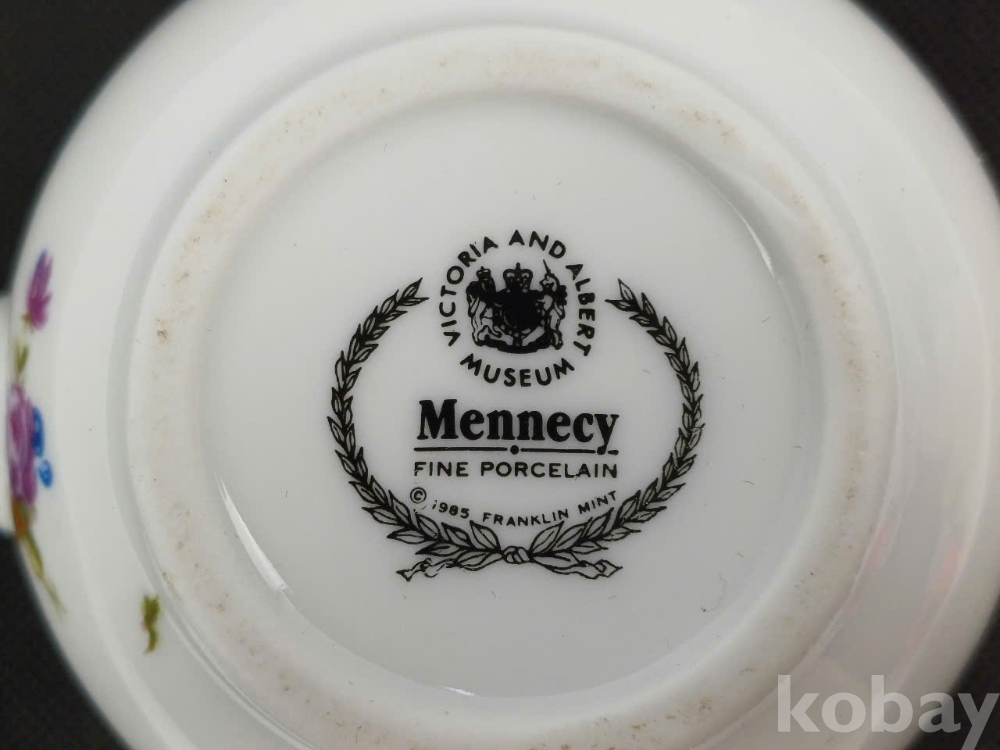 VICTORIA AND ALBERT
MUSEUM
Mennecy
FINE PORCELAIN
© 1985 FRANKLIN MINT
kobay